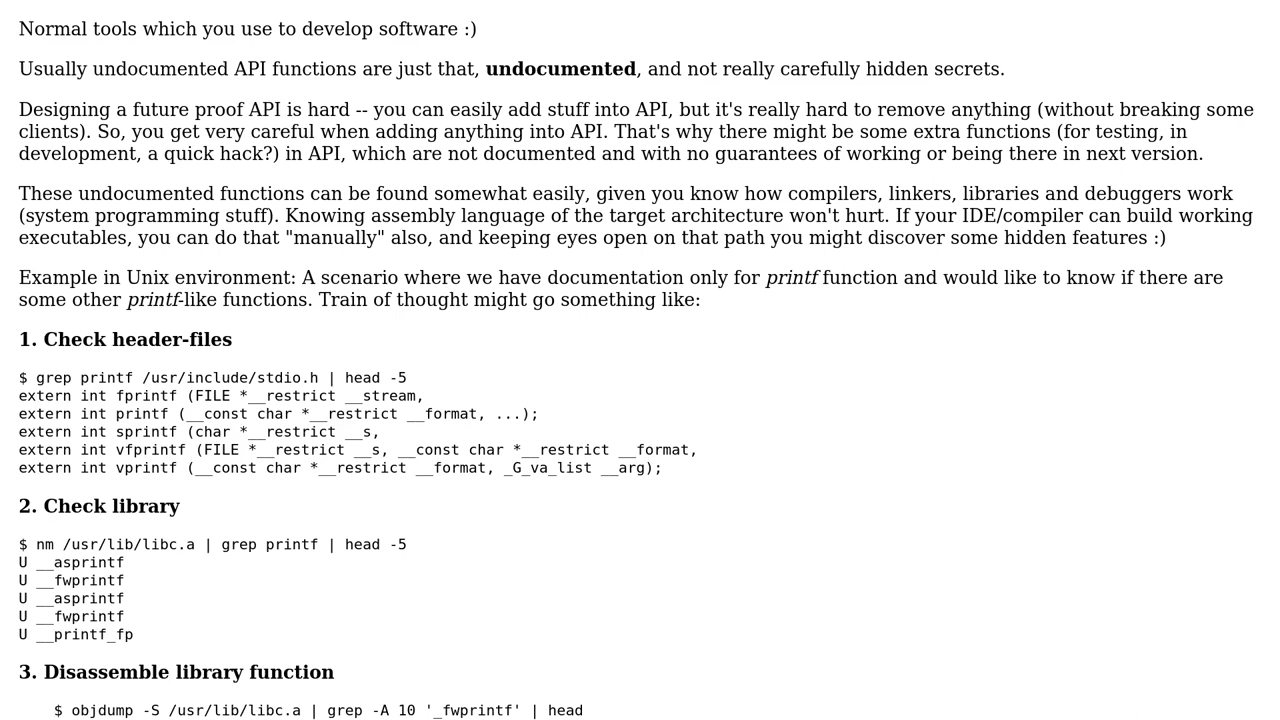 Normal tools which you use to develop software :)
Usually undocumented API functions are just that, undocumented, and not really carefully hidden secrets.
Designing a future proof API is hard -- you can easily add stuff into API, but it's really hard to remove anything (without breaking some
clients). So, you get very careful when adding anything into API. That's why there might be some extra functions (for testing, in
development, a quick hack?) in API, which are not documented and with no guarantees of working or being there in next version.
These undocumented functions can be found somewhat easily, given you know how compilers, linkers, libraries and debuggers work
(system programming stuff). Knowing assembly language of the target architecture won't hurt. If your IDE/compiler can build working
executables, you can do that "manually" also, and keeping eyes open on that path you might discover some hidden features :)
Example in Unix environment: A scenario where we have documentation only for printf function and would like to know if there are
some other printf-like functions. Train of thought might go something like:
1. Check header-files
$ grep printf /usr/include/stdio.h | head -5
extern int fprintf (FILE *__restrict __stream,
extern int printf (__const char *__restrict __format, ...);
extern int sprintf (char *__restrict __s,
extern int vfprintf (FILE *__restrict __s, __const char *__restrict __format,
extern int vprintf (__const char *__restrict __format, _G_va_list __arg);
2. Check library
$ nm /usr/lib/libc.a | grep printf | head -5
U __asprintf
U __fwprintf
U __asprintf
U __fwprintf
U __printf_fp
3. Disassemble library function
$ objdump -S /usr/lib/libc.a | grep -A 10 '_fwprintf' | head